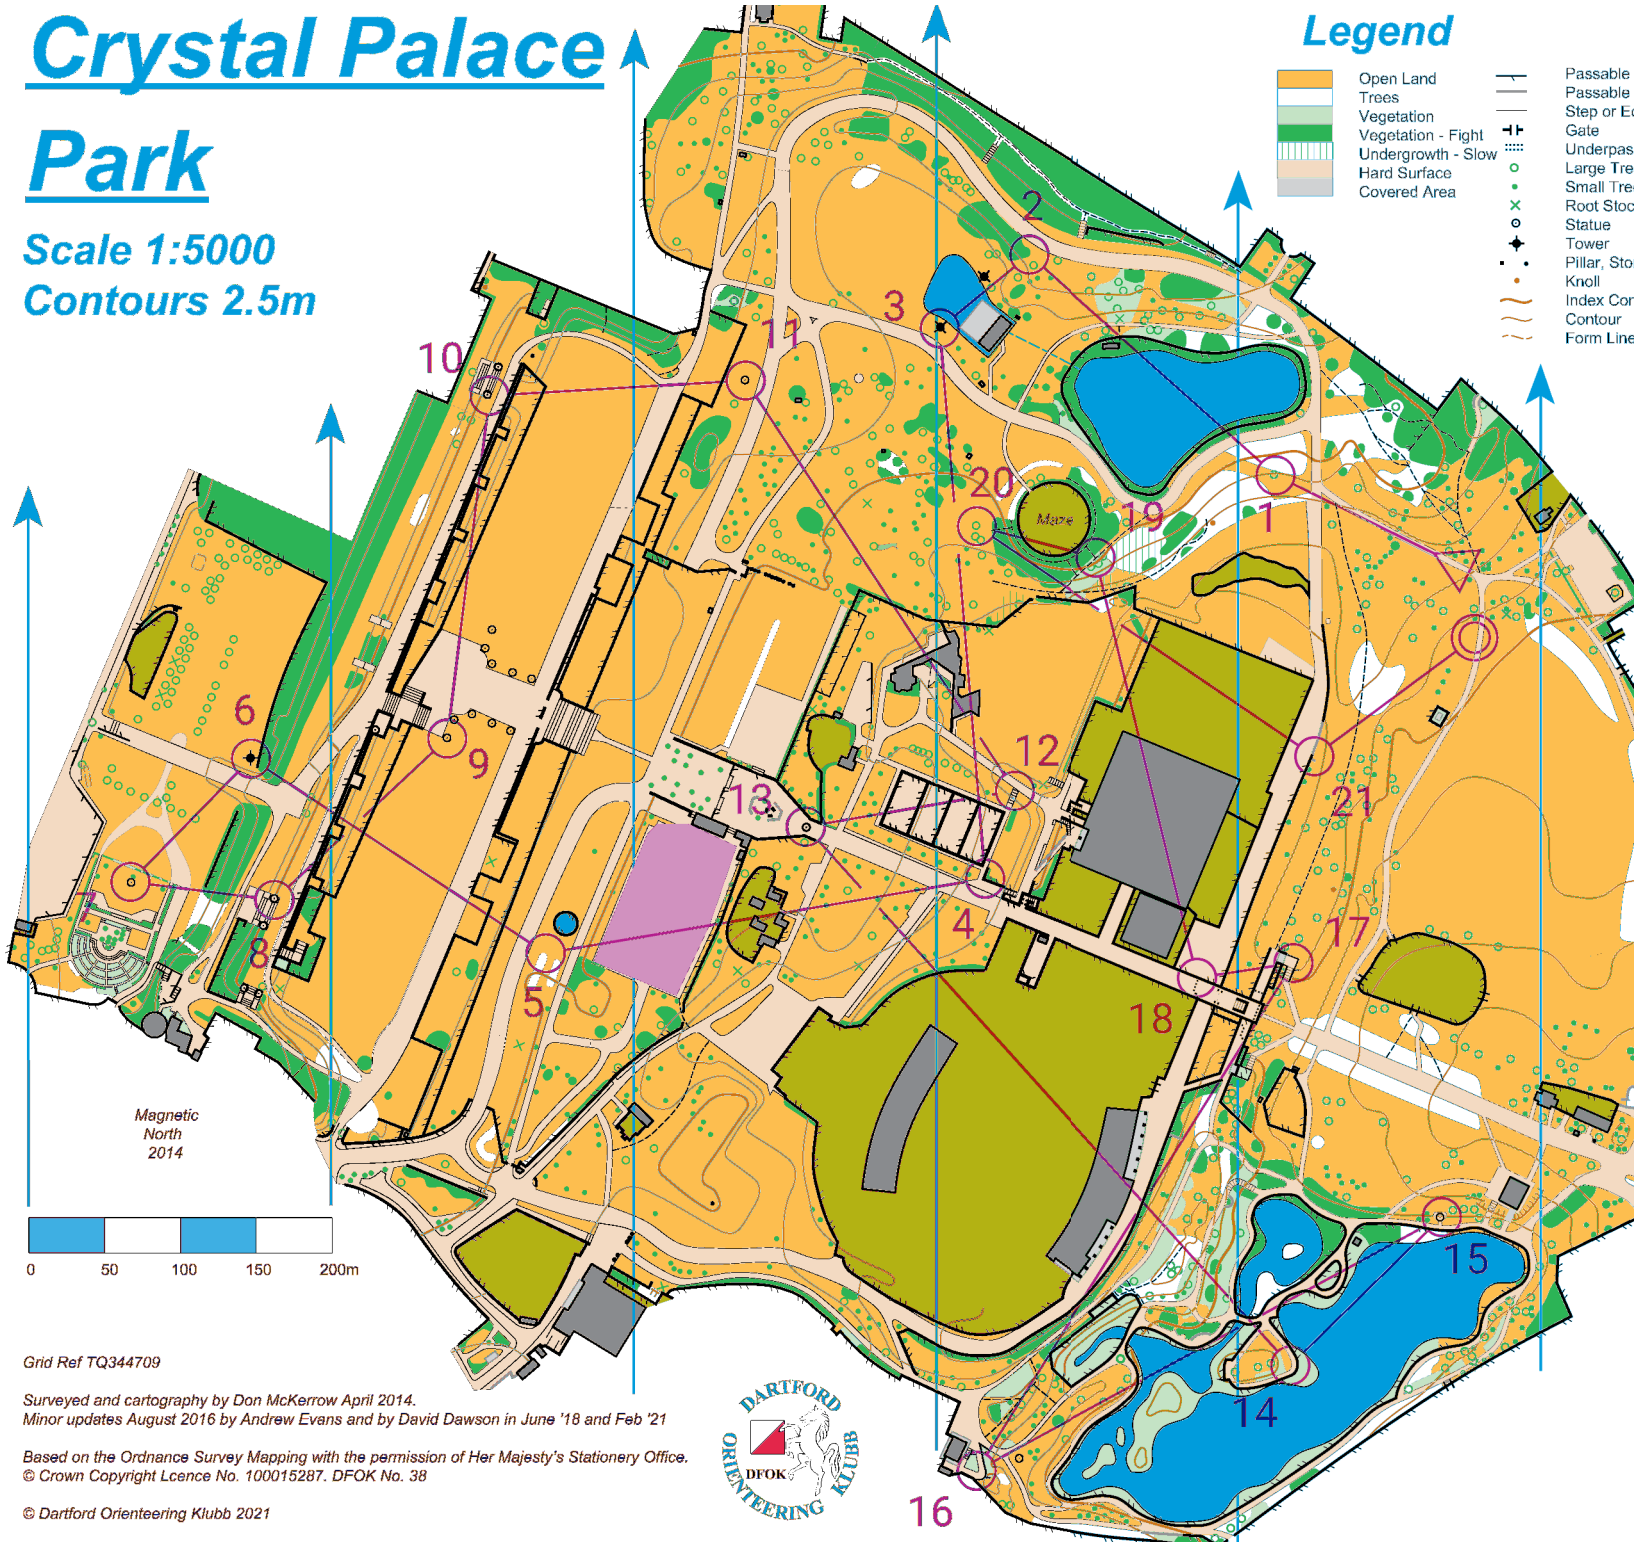 Crystal Palace
Park
Scale 1:5000
Contours 2.5m
Legend
Open Land
Trees
Vegetation
Vegetation - Fight
Undergrowth - Slow
Hard Surface
Covered Area
Passable
Passable
Step or
Gate
Large
Small
Root
Statue
Tower
Pillar,
Knoll
Index
Contour
Form Line
2
3
11
10
20
Maze
19
1
6
9
12
13
21
7
8
5
4
17
18
15
14
16
Magnetic
North
2014
0 50 100 150 200m
Grid Ref TQ344709
Surveyed and cartography by Don McKerrow April 2014.
Minor updates August 2016 by Andrew Evans and by David Dawson in June '18 and Feb '21
Based on the Ordnance Survey Mapping with the permission of Her Majesty's Stationery Office.
© Crown Copyright Lcence No. 100015287. DFOK No. 38
© Dartford Orienteering Klubb 2021
DARTFORD
ORIENTEERING
KLUBB
DFOK